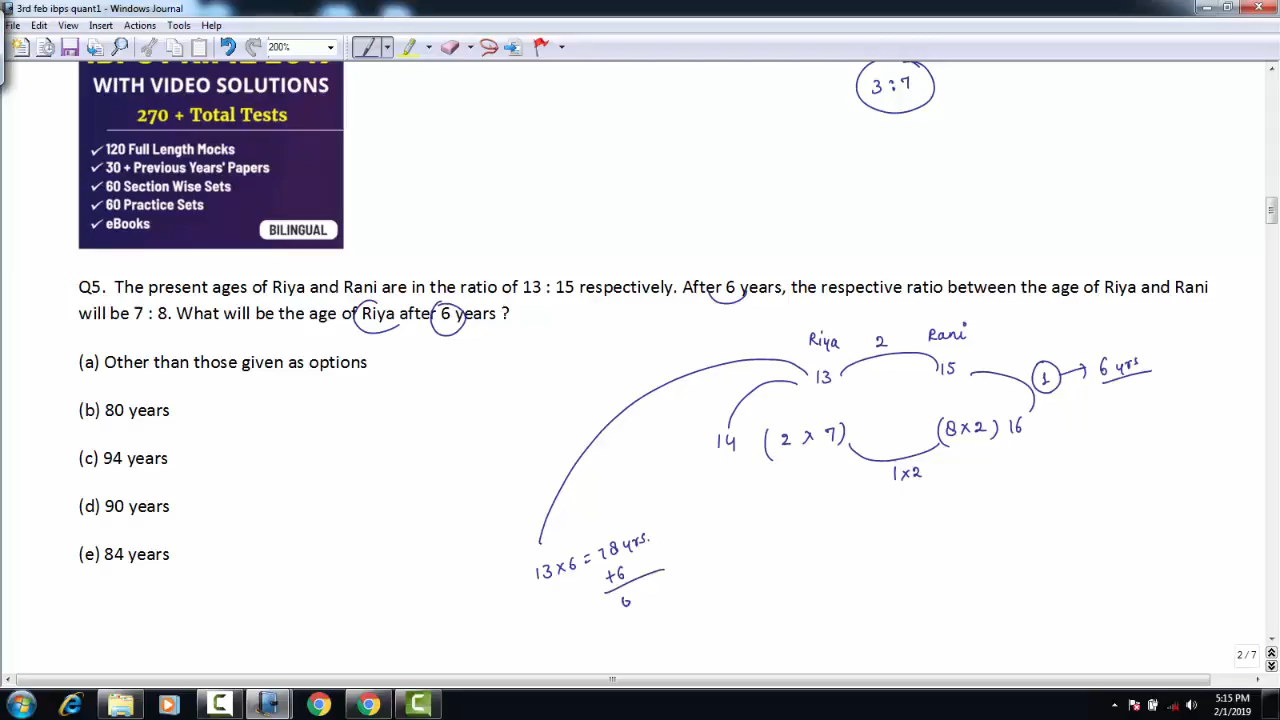 3rd feb ibps quant1 - Windows Journal
File Edit View Insert Actions Tools Help
200%
WITH VIDEO SOLUTIONS
270 + Total Tests
✓ 120 Full Length Mocks
✓ 30 + Previous Years' Papers
✓ 60 Section Wise Sets
✓ 60 Practice Sets
✓ eBooks
BILINGUAL
3 : 7
Q5. The present ages of Riya and Rani are in the ratio of 13 : 15 respectively. After 6 years, the respective ratio between the age of Riya and Rani
will be 7 : 8. What will be the age of Riya after 6 years ?
(a) Other than those given as options
(b) 80 years
(c) 94 years
(d) 90 years
(e) 84 years
Riya 2 Rani
13 15 1 → 6 yrs
14 (2 × 7) (8 × 2) 16
1 × 2
13 × 6 = 78 yrs.
+6
2 / 7
5:15 PM
2/1/2019